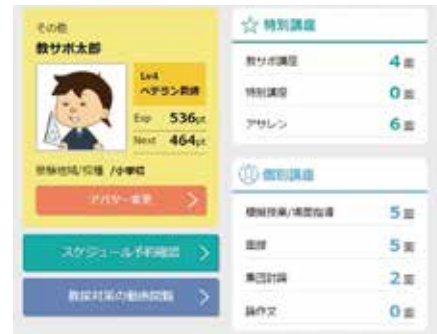 その他
教サポ太郎
Lv4
ベテラン教師
Exp 536pt
Next 464pt
受験地域/校種 /小学校
アバター変更
スケジュール予約確認
教採対策の動画閲覧
特別講座
教サポ講座 4回
特別講座 0回
アサレン 6回
個別講座
模擬授業/場面指導 5回
面接 5回
集団討論 2回
論作文 0回